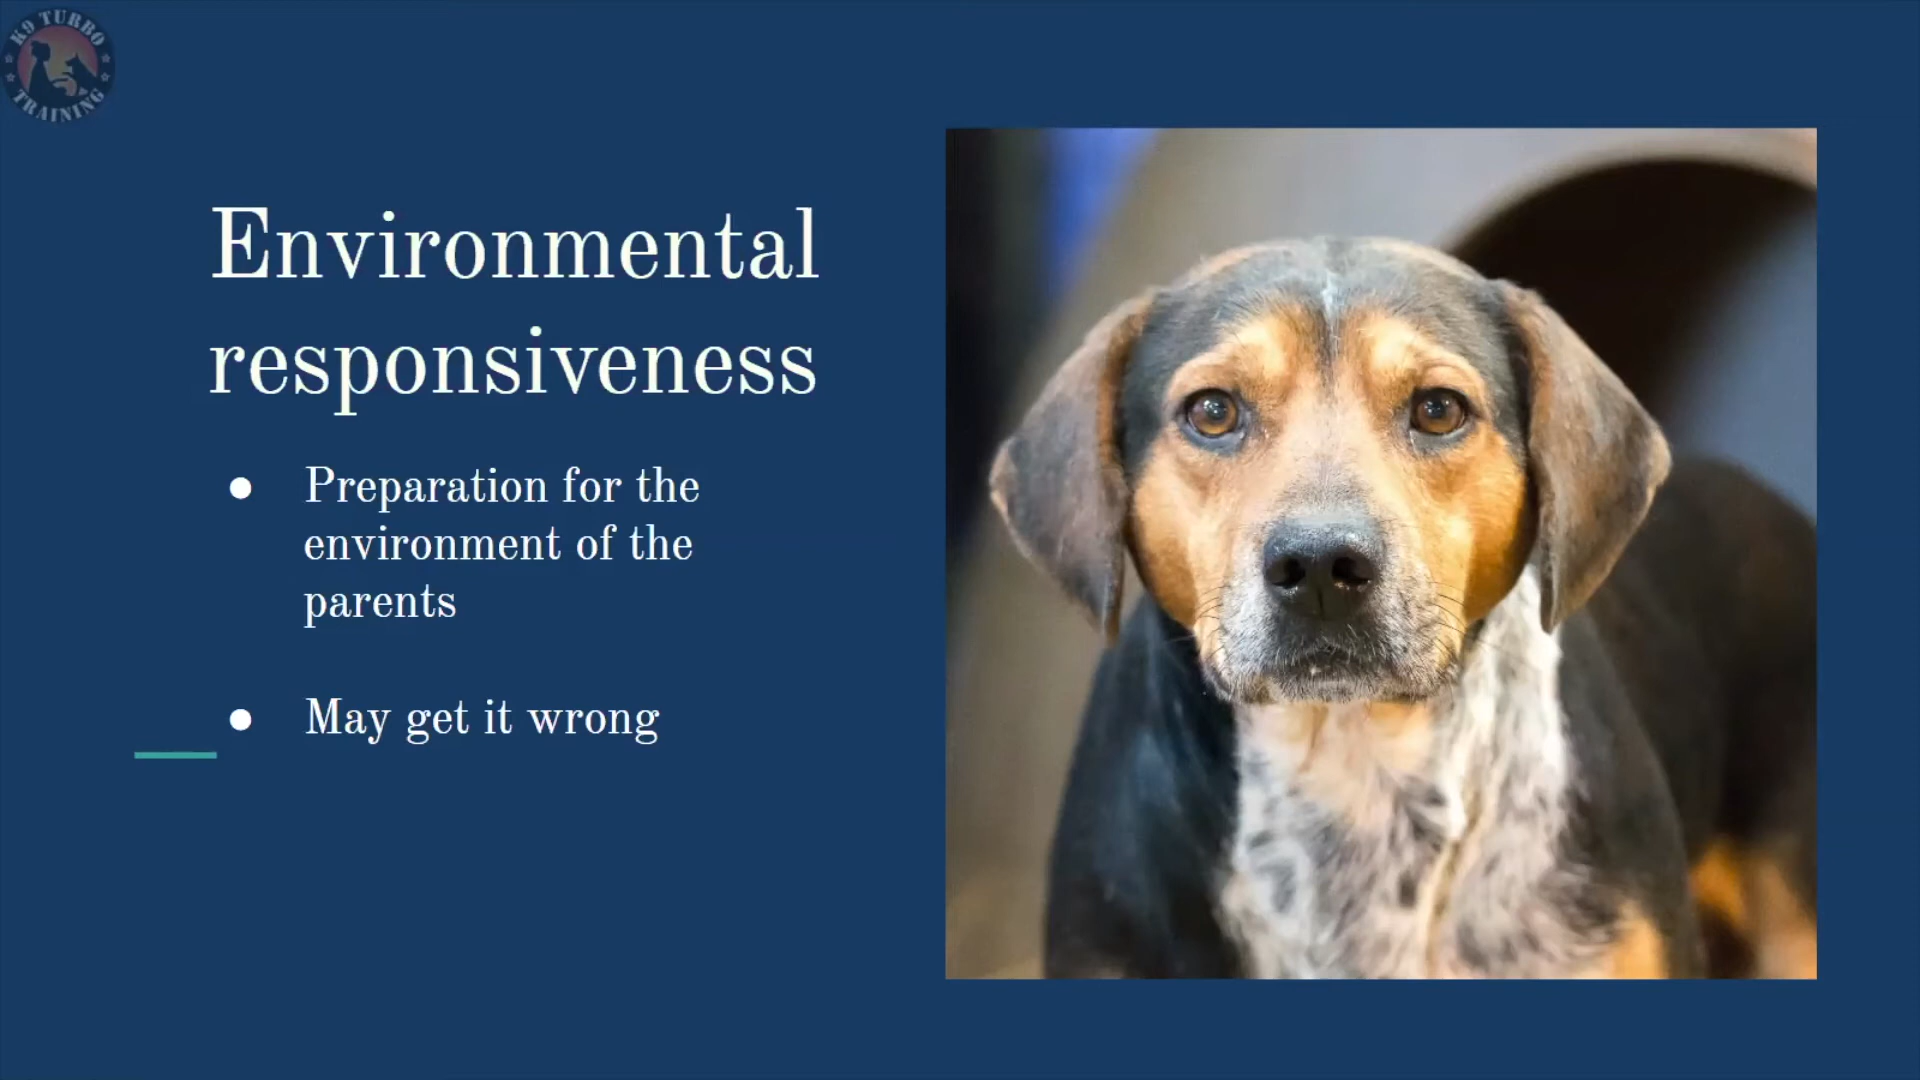 K9 TURBO
TRAINING
Environmental
responsiveness
● Preparation for the
environment of the
parents
● May get it wrong